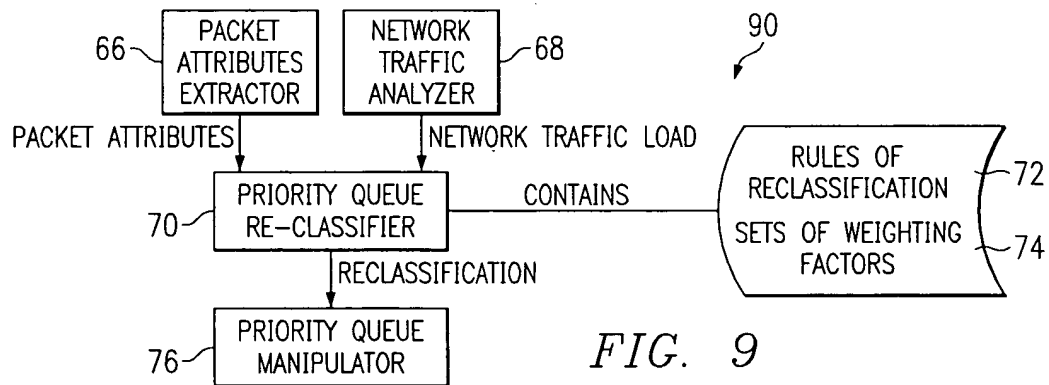 66
PACKET
ATTRIBUTES
EXTRACTOR
NETWORK
TRAFFIC
ANALYZER
68
90
PACKET ATTRIBUTES
NETWORK TRAFFIC LOAD
70
PRIORITY QUEUE
RE-CLASSIFIER
CONTAINS
RULES OF
RECLASSIFICATION
72
SETS OF WEIGHTING
FACTORS
74
RECLASSIFICATION
76
PRIORITY QUEUE
MANIPULATOR
FIG. 9